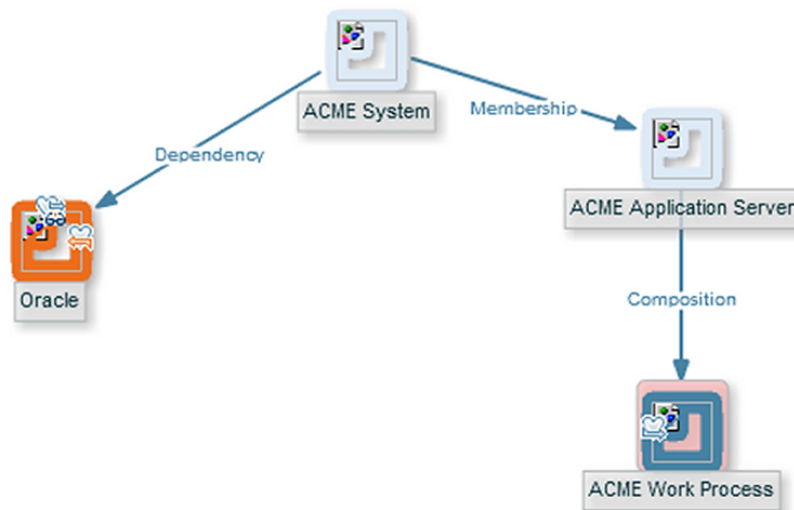 ACME System
Membership
Dependency
ACME Application Server
Oracle
Composition
ACME Work Process